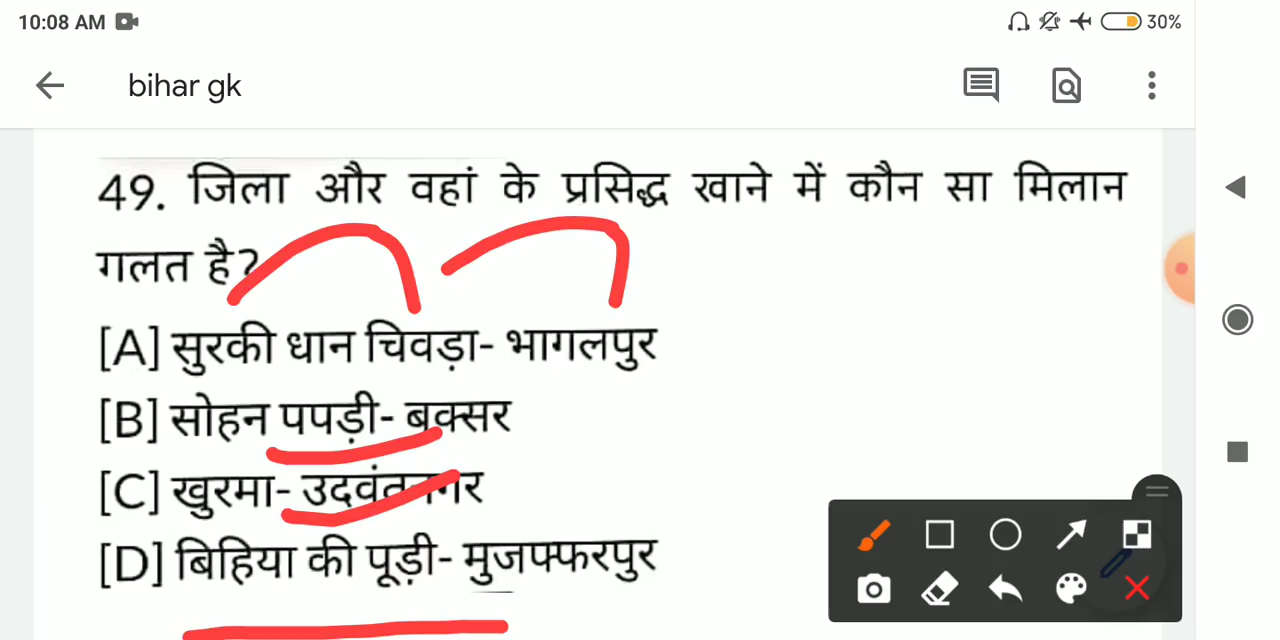 10:08 AM 30%
bihar gk
49. जिला और वहां के प्रसिद्ध खाने में कौन सा मिलान
गलत है?
[A] सुरकी धान चिवड़ा- भागलपुर
[B] सोहन पपड़ी- बक्सर
[C] खुरमा- उदवंतनगर
[D] बिहिया की पूड़ी- मुजफ्फरपुर